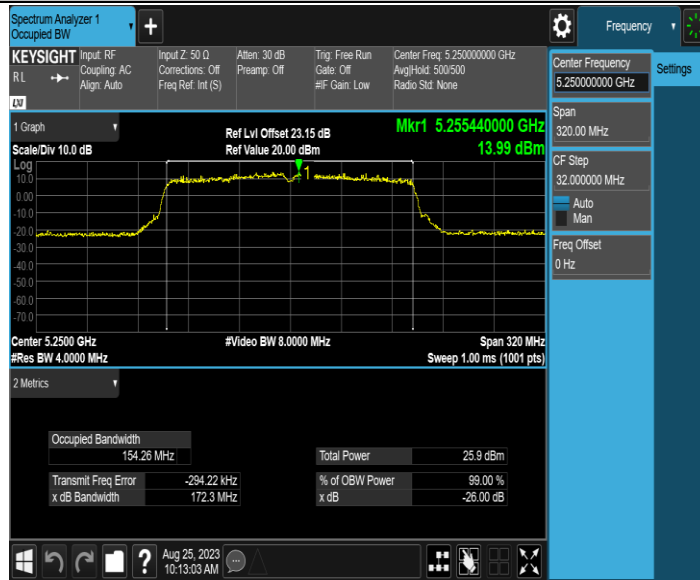 Spectrum Analyzer 1
Occupied BW
+
Frequency
KEYSIGHT
RL
LXI
Input: RF
Coupling: AC
Align: Auto
Input Z: 50 Ω
Corrections: Off
Freq Ref: Int (S)
Atten: 30 dB
Preamp: Off
Trig: Free Run
Gate: Off
#IF Gain: Low
Center Freq: 5.250000000 GHz
Avg|Hold: 500/500
Radio Std: None
Center Frequency
5.250000000 GHz
Settings
Span
320.00 MHz
CF Step
32.000000 MHz
Auto
Man
Freq Offset
0 Hz
1 Graph
Scale/Div 10.0 dB
Ref Lvl Offset 23.15 dB
Ref Value 20.00 dBm
Mkr1 5.255440000 GHz
13.99 dBm
Log
10.0
0.00
-10.0
-20.0
-30.0
-40.0
-50.0
-60.0
-70.0
1
Center 5.2500 GHz
#Res BW 4.0000 MHz
#Video BW 8.0000 MHz
Span 320 MHz
Sweep 1.00 ms (1001 pts)
2 Metrics
Occupied Bandwidth
154.26 MHz
Total Power 25.9 dBm
Transmit Freq Error -294.22 kHz
% of OBW Power 99.00 %
x dB Bandwidth 172.3 MHz
x dB -26.00 dB
?
Aug 25, 2023
10:13:03 AM